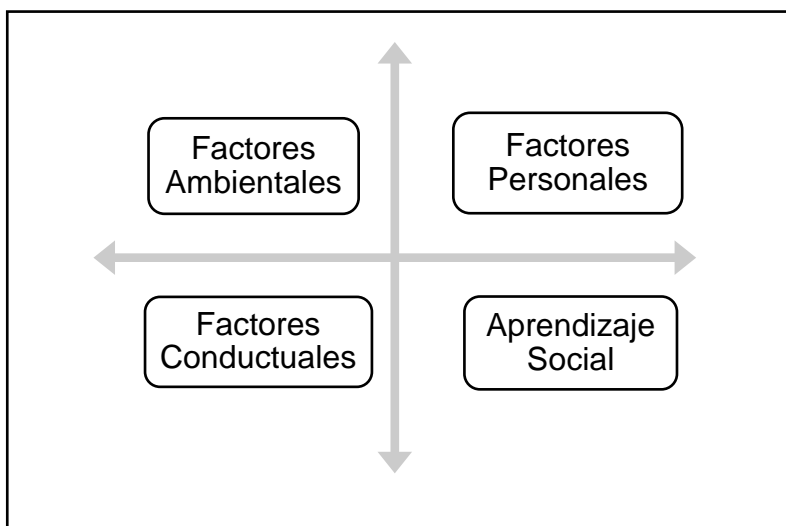 Factores
Ambientales
Factores
Personales
Factores
Conductuales
Aprendizaje
Social